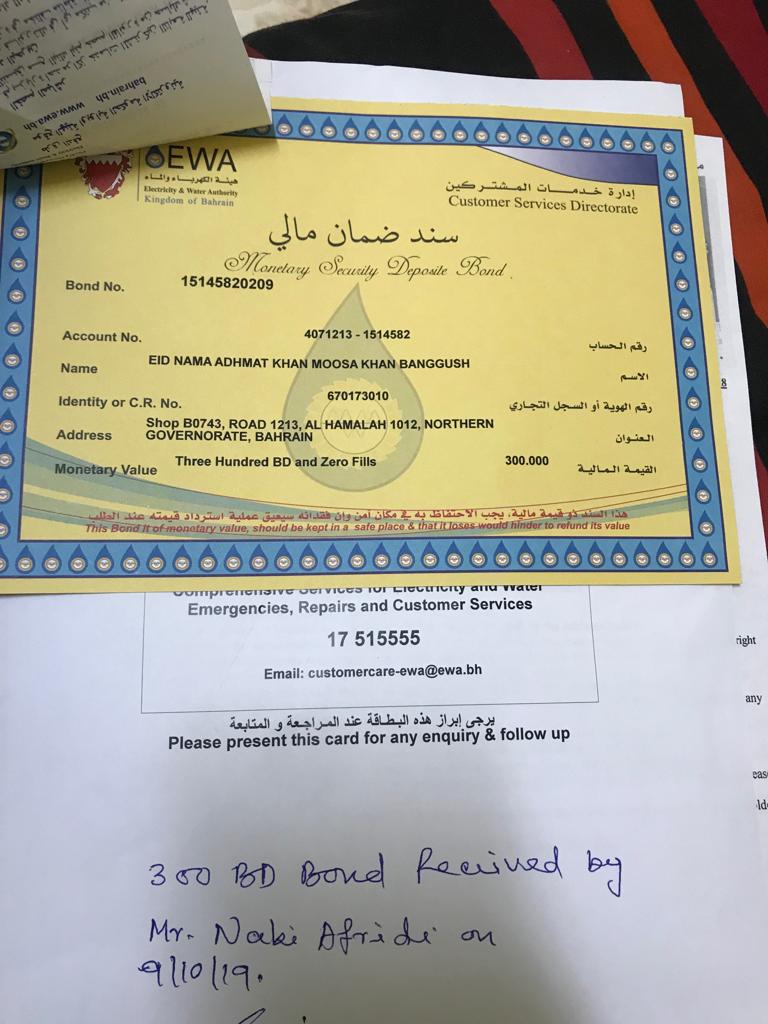 bahrain.bh
www.ewa.bh
EWA
هيئة الكهرباء والماء
Electricity & Water Authority
Kingdom of Bahrain
إدارة خدمات المشتركين
Customer Services Directorate
سند ضمان مالي
Monetary Security Deposite Bond
Bond No. 15145820209
Account No. 4071213 - 1514582 رقم الحساب
Name EID NAMA ADHMAT KHAN MOOSA KHAN BANGGUSH الاسم
Identity or C.R. No. 670173010 رقم الهوية أو السجل التجاري
Address Shop B0743, ROAD 1213, AL HAMALAH 1012, NORTHERN العنوان
GOVERNORATE, BAHRAIN
Monetary Value Three Hundred BD and Zero Fills 300.000 القيمة المالية
هذا السند ذو قيمة مالية، يجب الاحتفاظ به في مكان آمن وإن فقدانه سيعيق عملية استرداد قيمته عند الطلب
This Bond It of monetary value, should be kept in a safe place & that it loses would hinder to refund its value
Comprehensive Services for Electricity and Water
Emergencies, Repairs and Customer Services
17 515555
Email: customercare-ewa@ewa.bh
يرجى إبراز هذه البطاقة عند المراجعة و المتابعة
Please present this card for any enquiry & follow up
8
right
any
300 BD Bond Received by
Mr. Naki Afridi on
9/10/19.